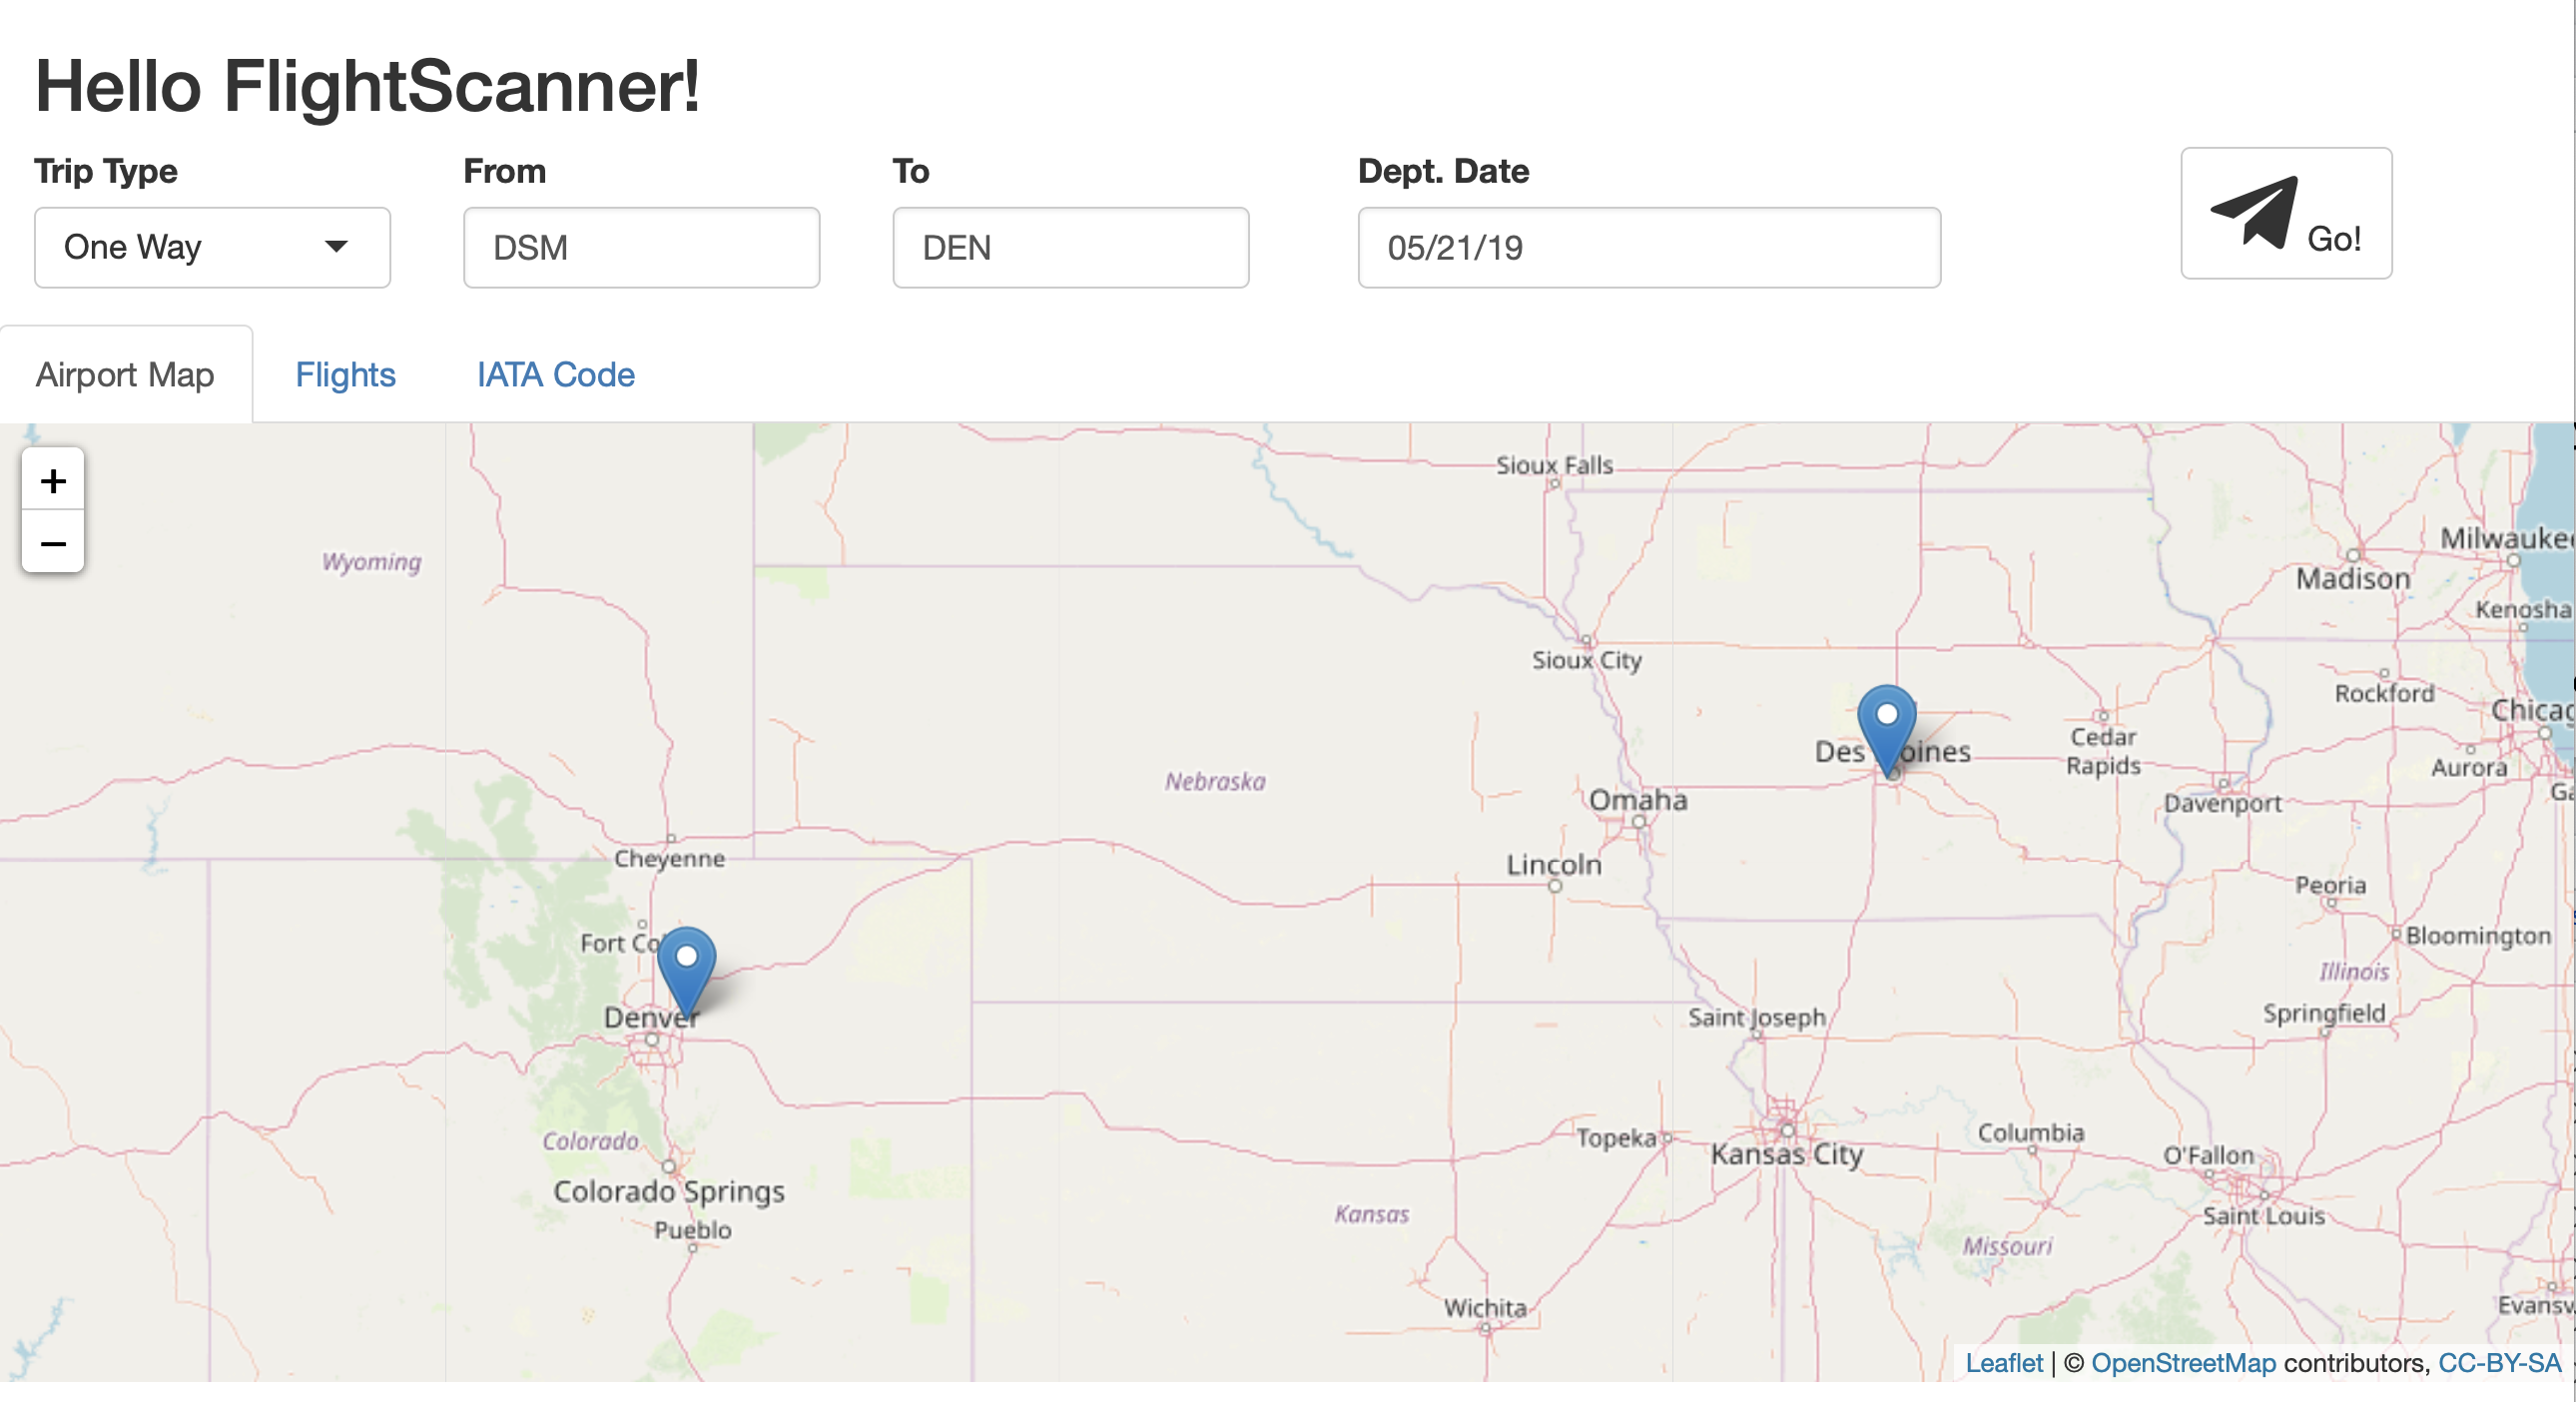 Hello FlightScanner!
Trip Type
From
To
Dept. Date
One Way
DSM
DEN
05/21/19
Go!
Airport Map
Flights
IATA Code
+
−
Sioux Falls
Wyoming
Milwauke
Madison
Kenosha
Sioux City
Rockford
Chicag
Des oines
Cedar
Rapids
Aurora
Nebraska
Ga
Omaha
Davenport
Cheyenne
Lincoln
Peoria
Fort Co
Bloomington
Illinois
Denver
Saint Joseph
Springfield
Colorado
Topeka
Kansas City
Columbia
O'Fallon
Colorado Springs
Pueblo
Kansas
Saint Louis
Missouri
Wichita
Evansv
Leaflet | © OpenStreetMap contributors, CC-BY-SA